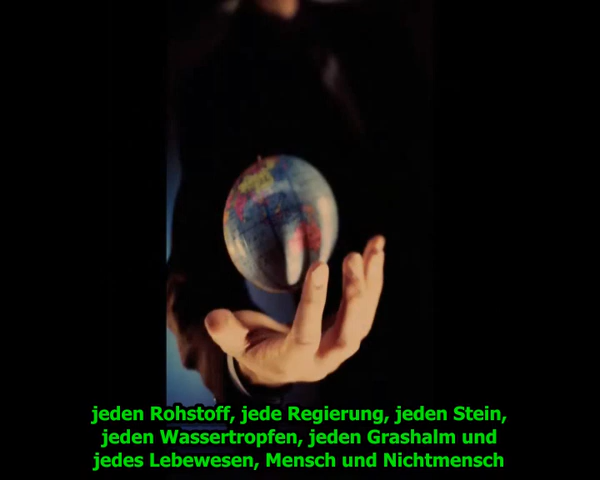 jeden Rohstoff, jede Regierung, jeden Stein,
jeden Wassertropfen, jeden Grashalm und
jedes Lebewesen, Mensch und Nichtmensch